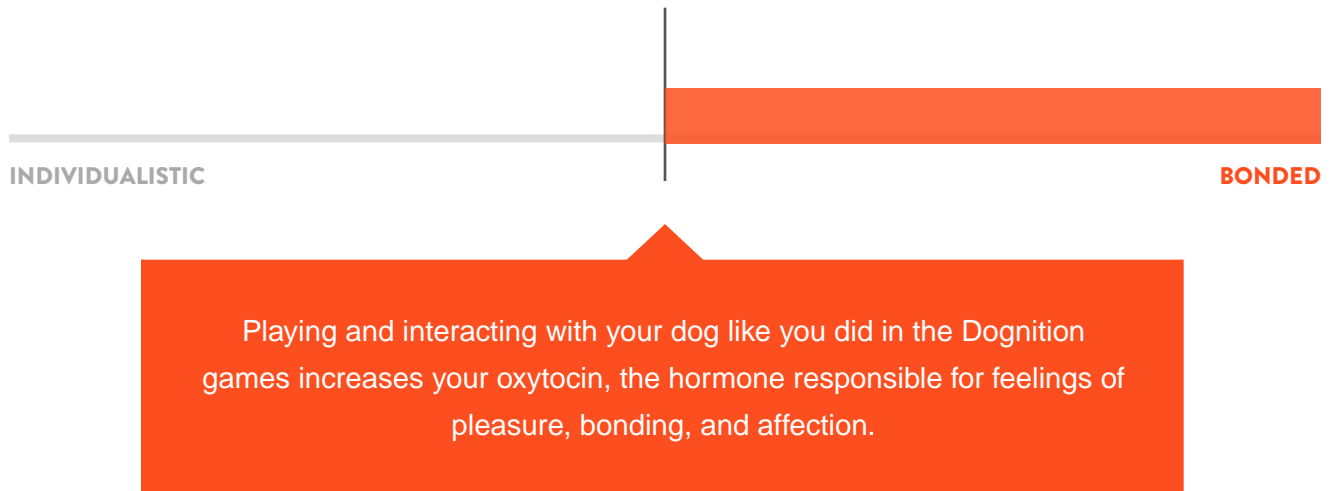 INDIVIDUALISTIC
BONDED
Playing and interacting with your dog like you did in the Dognition
games increases your oxytocin, the hormone responsible for feelings of
pleasure, bonding, and affection.